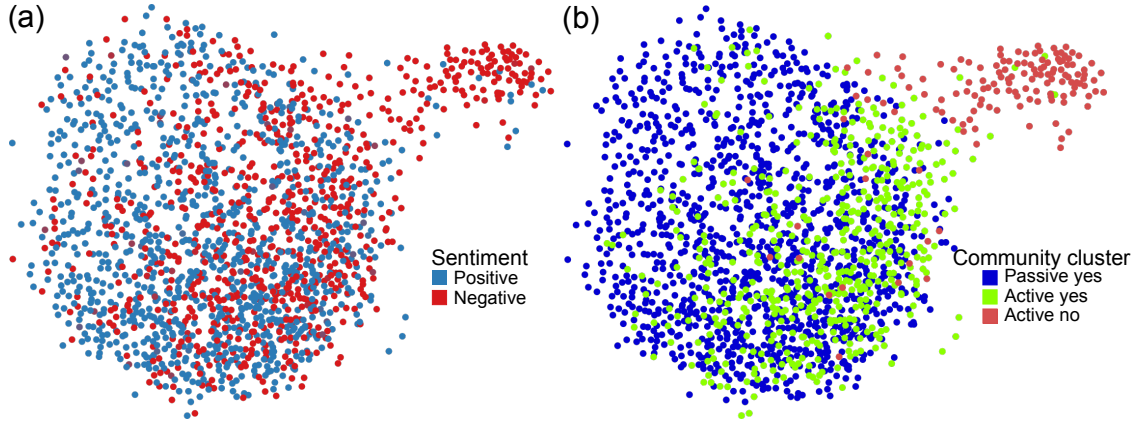 (a)
Sentiment
Positive
Negative
(b)
Community cluster
Passive yes
Active yes
Active no